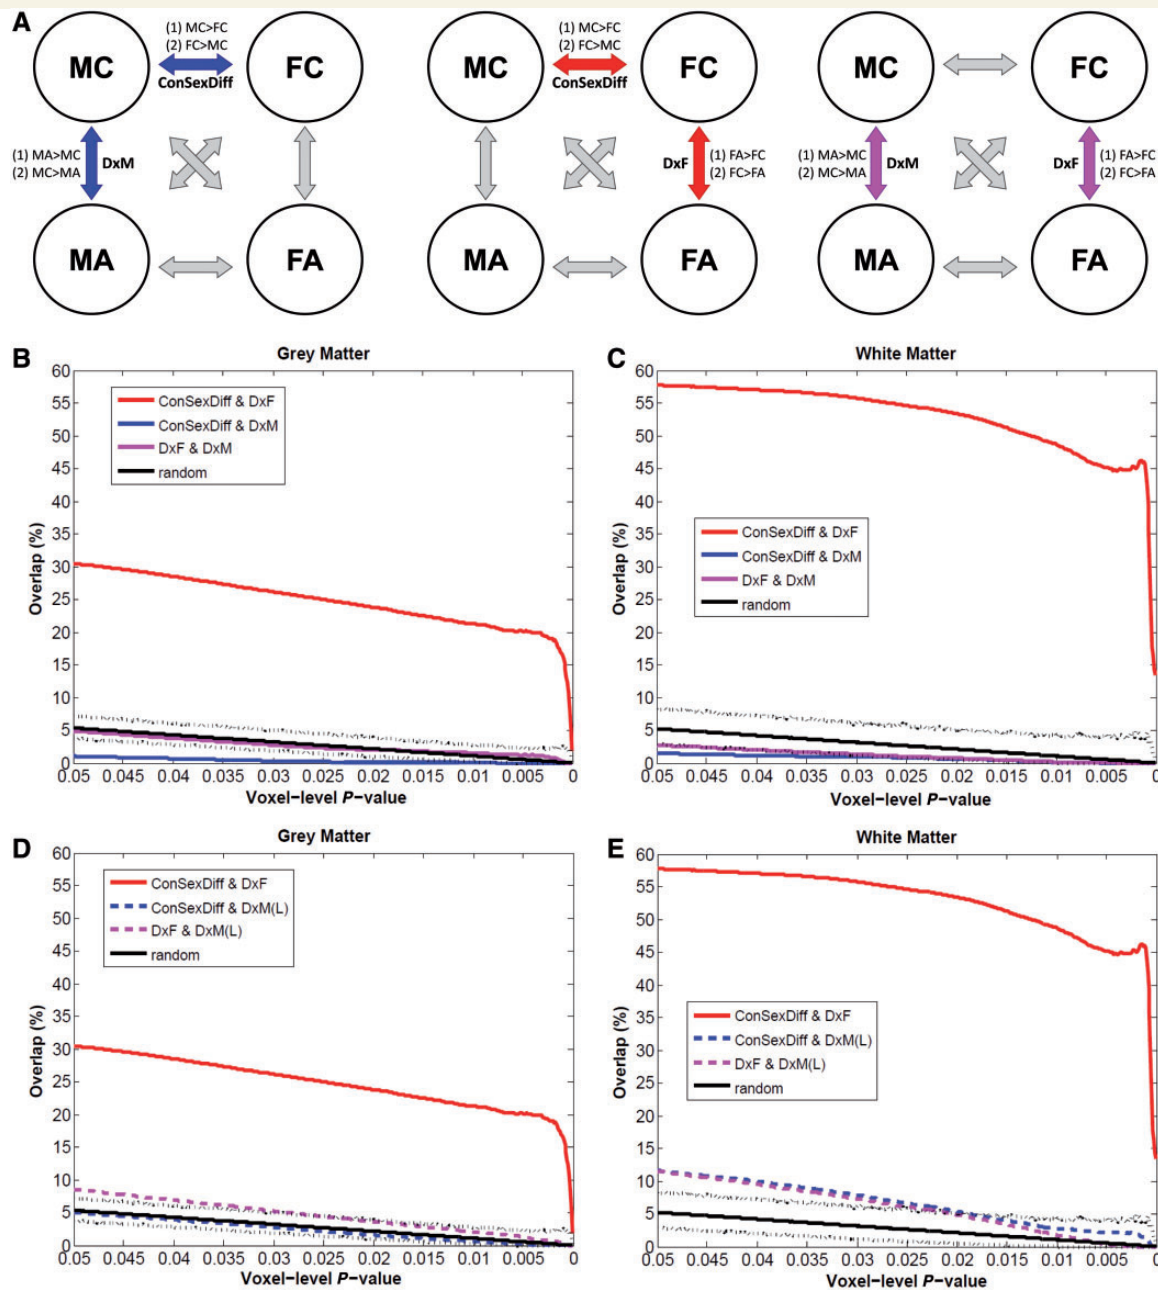 A
MC
(1) MC>FC
(2) FC>MC
ConSexDiff
FC
(1) MA>MC
(2) MC>MA
DxM
MA
FA
MC
(1) MC>FC
(2) FC>MC
ConSexDiff
FC
DxF
(1) FA>FC
(2) FC>FA
MA
FA
MC
FC
(1) MA>MC
(2) MC>MA
DxM
DxF
(1) FA>FC
(2) FC>FA
MA
FA
B
Grey Matter
60
55
50
45
40
35
30
25
20
15
10
5
0
Overlap (%)
ConSexDiff & DxF
ConSexDiff & DxM
DxF & DxM
random
0.05 0.045 0.04 0.035 0.03 0.025 0.02 0.015 0.01 0.005 0
Voxel-level P-value
C
White Matter
60
55
50
45
40
35
30
25
20
15
10
5
0
Overlap (%)
ConSexDiff & DxF
ConSexDiff & DxM
DxF & DxM
random
0.05 0.045 0.04 0.035 0.03 0.025 0.02 0.015 0.01 0.005 0
Voxel-level P-value
D
Grey Matter
60
55
50
45
40
35
30
25
20
15
10
5
0
Overlap (%)
ConSexDiff & DxF
ConSexDiff & DxM(L)
DxF & DxM(L)
random
0.05 0.045 0.04 0.035 0.03 0.025 0.02 0.015 0.01 0.005 0
Voxel-level P-value
E
White Matter
60
55
50
45
40
35
30
25
20
15
10
5
0
Overlap (%)
ConSexDiff & DxF
ConSexDiff & DxM(L)
DxF & DxM(L)
random
0.05 0.045 0.04 0.035 0.03 0.025 0.02 0.015 0.01 0.005 0
Voxel-level P-value